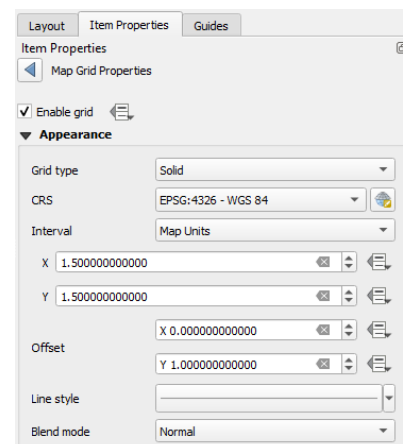 Layout Item Properties Guides
Item Properties
Map Grid Properties
Enable grid
Appearance
Grid type Solid
CRS EPSG:4326 - WGS 84
Interval Map Units
X 1.500000000000
Y 1.500000000000
X 0.000000000000
Offset
Y 1.000000000000
Line style
Blend mode Normal